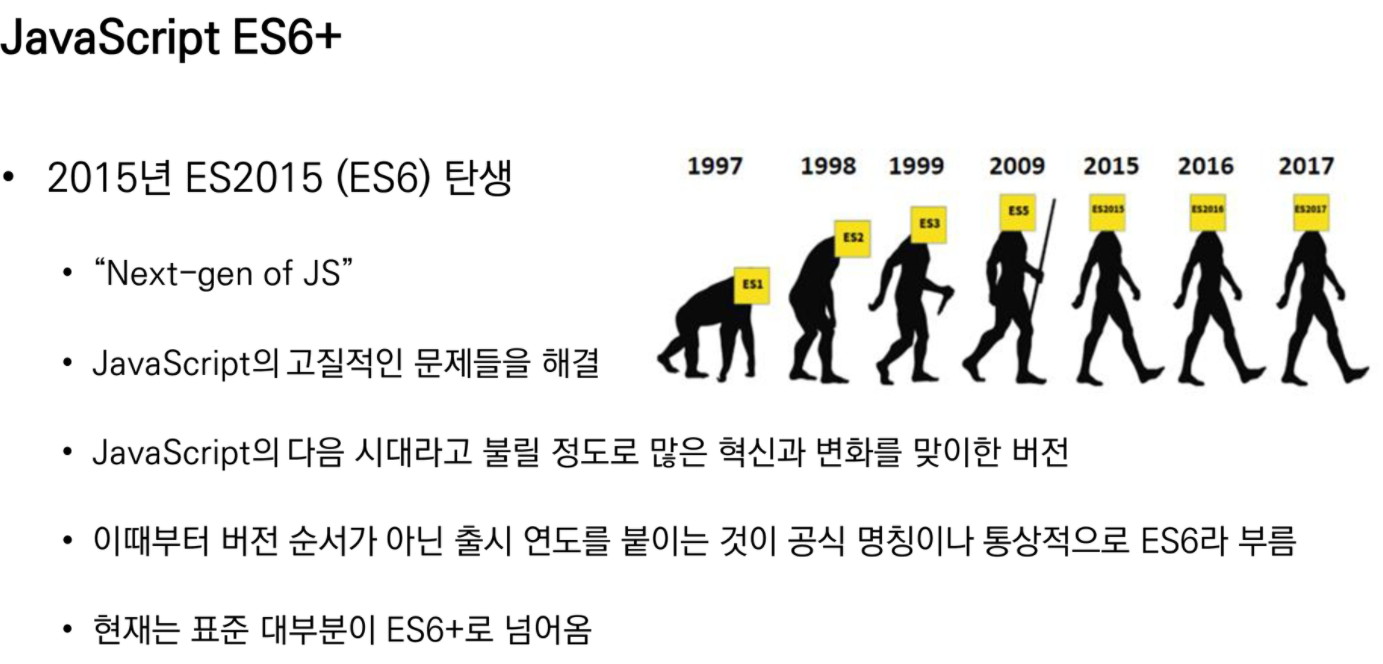 JavaScript ES6+
• 2015년 ES2015 (ES6) 탄생
• “Next-gen of JS”
• JavaScript의 고질적인 문제들을 해결
• JavaScript의 다음 시대라고 불릴 정도로 많은 혁신과 변화를 맞이한 버전
• 이때부터 버전 순서가 아닌 출시 연도를 붙이는 것이 공식 명칭이나 통상적으로 ES6라 부름
• 현재는 표준 대부분이 ES6+로 넘어옴
1997 1998 1999 2009 2015 2016 2017
ES1 ES2 ES3 ES5 ES2015 ES2016 ES2017